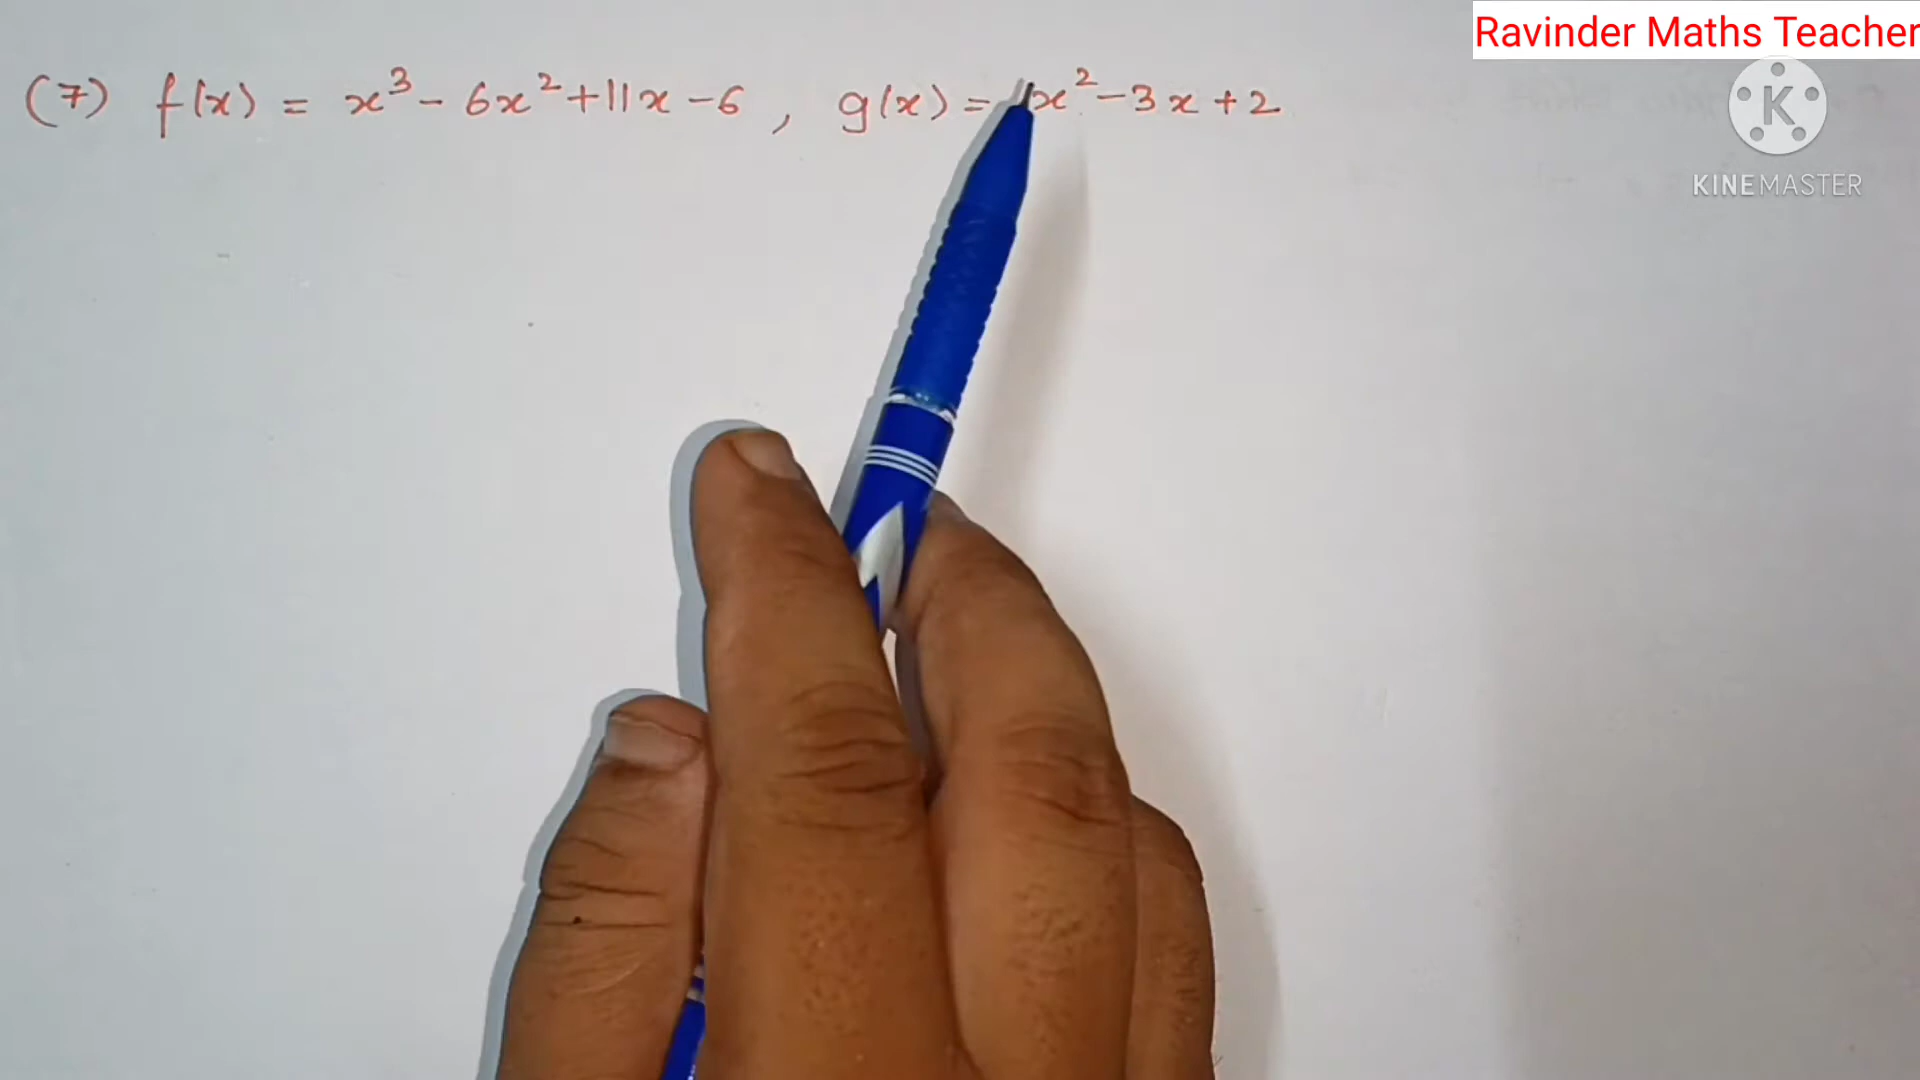 Ravinder Maths Teacher
(7) f(x) = x³ - 6x² + 11x - 6 , g(x) = x² - 3x + 2
K
KINEMASTER